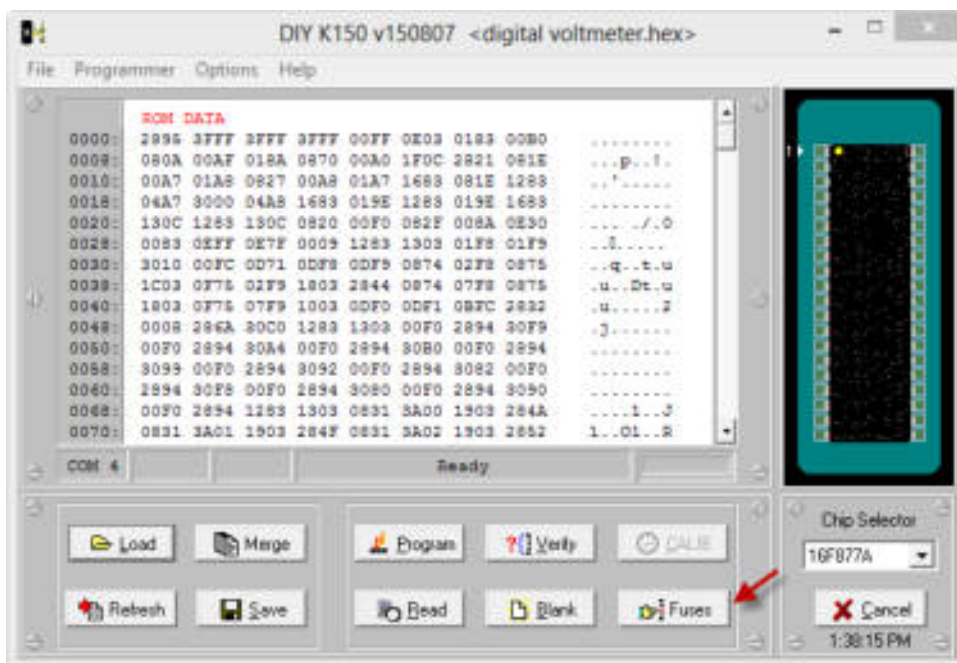 DIY K150 v150807 <digital voltmeter.hex>
File Programmer Options Help
ROM DATA
0000: 2895 3FFF 3FFF 3FFF 00FF 0E03 0183 00B0 ........
0008: 080A 00AF 018A 0870 00A0 1F0C 2821 081E ...p..!.
0010: 00A7 01A8 0827 00A8 01A7 1683 081E 1283 ..'.....
0018: 04A7 3000 04A8 1683 019E 1283 019E 1683 ........
0020: 130C 1283 130C 0820 00F0 082F 008A 0E30 ... ./.0
0028: 0083 0EFF 0E7F 0009 1283 1303 01F8 01F9
0030: 3010 00FC 0D71 0DF8 0DF9 0874 02F8 0875 ..q..t.u
0038: 1C03 0F75 02F9 1803 2844 0874 07F8 0875 .u..Dt.u
0040: 1803 0F75 07F9 1003 0DF0 0DF1 0BFC 2832 .u.....2
0048: 0008 286A 30C0 1283 1303 00F0 2894 30F9 .j......
0050: 00F0 2894 30A4 00F0 2894 30B0 00F0 2894 ........
0058: 3099 00F0 2894 3092 00F0 2894 3082 00F0 ........
0060: 2894 30F8 00F0 2894 3080 00F0 2894 3090 ........
0068: 00F0 2894 1283 1303 0831 3A00 1903 284A .....1..J
0070: 0831 3A01 1903 284F 0831 3A02 1903 2852 1..O1..R
COM 4 Ready
Load Merge Program Verify CALIB
Refresh Save Read Blank Fuses
Chip Selector
16F877A
Cancel
1:38:15 PM